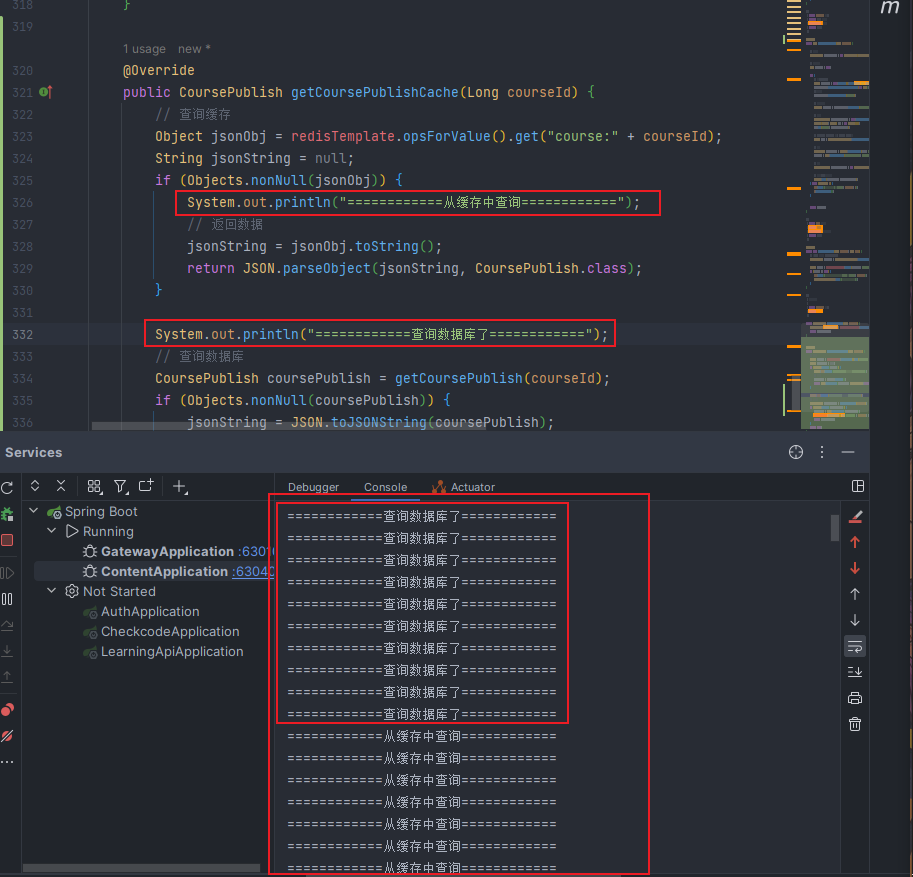 318 }
319
1 usage new *
320 @Override
321 public CoursePublish getCoursePublishCache(Long courseId) {
322 // 查询缓存
323 Object jsonObj = redisTemplate.opsForValue().get("course:" + courseId);
324 String jsonString = null;
325 if (Objects.nonNull(jsonObj)) {
326 System.out.println("============从缓存中查询============");
327 // 返回数据
328 jsonString = jsonObj.toString();
329 return JSON.parseObject(jsonString, CoursePublish.class);
330 }
331
332 System.out.println("============查询数据库了============");
333 // 查询数据库
334 CoursePublish coursePublish = getCoursePublish(courseId);
335 if (Objects.nonNull(coursePublish)) {
336 jsonString = JSON.toJSONString(coursePublish);
m
Services
Debugger Console Actuator
Spring Boot
Running
GatewayApplication :6301
ContentApplication :63040
Not Started
AuthApplication
CheckcodeApplication
LearningApiApplication
============查询数据库了============
============查询数据库了============
============查询数据库了============
============查询数据库了============
============查询数据库了============
============查询数据库了============
============查询数据库了============
============查询数据库了============
============查询数据库了============
============查询数据库了============
============从缓存中查询============
============从缓存中查询============
============从缓存中查询============
============从缓存中查询============
============从缓存中查询============
============从缓存中查询============
============从缓存中查询============